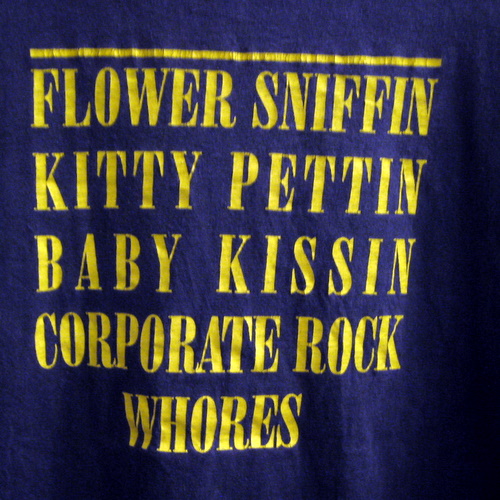 FLOWER SNIFFIN
KITTY PETTIN
BABY KISSIN
CORPORATE ROCK
WHORES